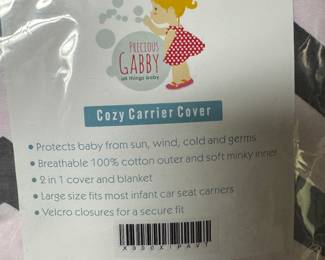 PRECIOUS
GABBY
all things baby
Cozy Carrier Cover
• Protects baby from sun, wind, cold and germs
• Breathable 100% cotton outer and soft minky inner
• 2 in 1 cover and blanket
• Large size fits most infant car seat carriers
• Velcro closures for a secure fit